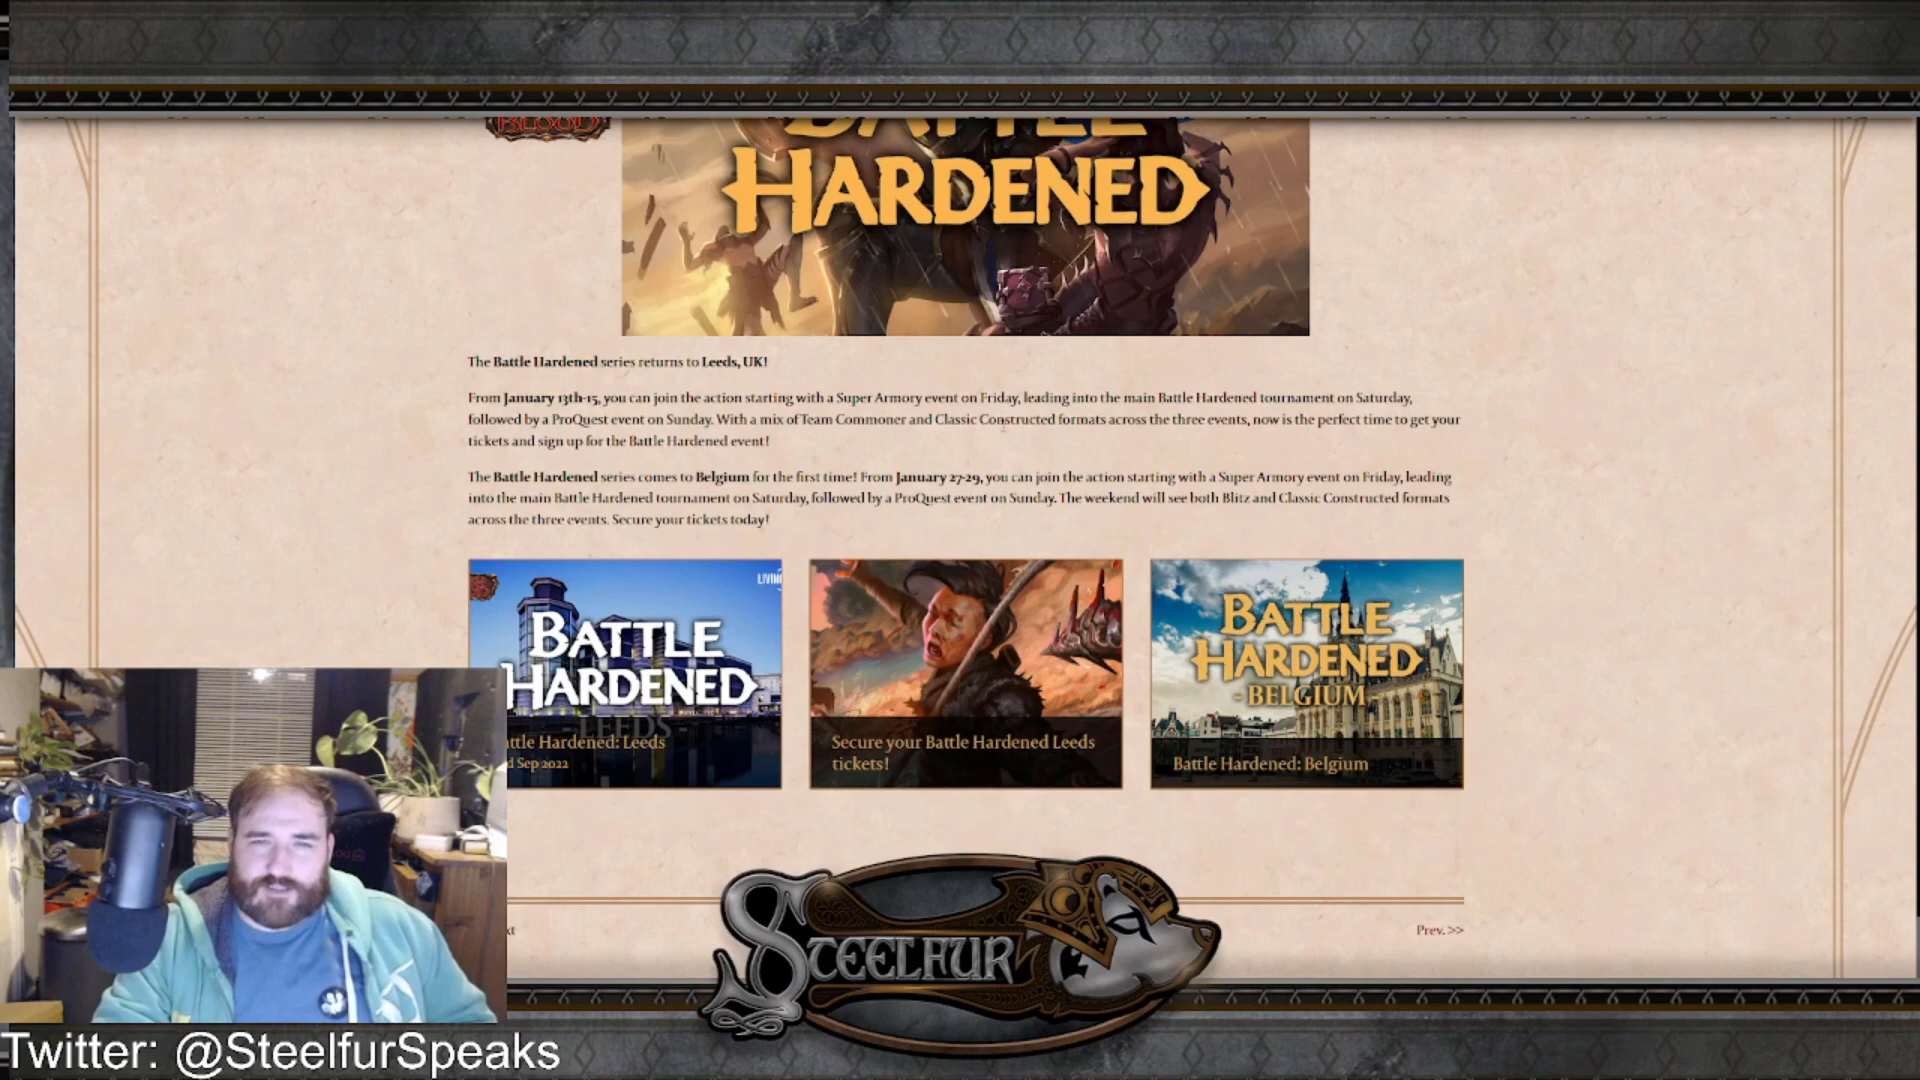 BLOOD
BATTLE
HARDENED
The Battle Hardened series returns to Leeds, UK!
From January 13th-15, you can join the action starting with a Super Armory event on Friday, leading into the main Battle Hardened tournament on Saturday,
followed by a ProQuest event on Sunday. With a mix of Team Commoner and Classic Constructed formats across the three events, now is the perfect time to get your
tickets and sign up for the Battle Hardened event!
The Battle Hardened series comes to Belgium for the first time! From January 27-29, you can join the action starting with a Super Armory event on Friday, leading
into the main Battle Hardened tournament on Saturday, followed by a ProQuest event on Sunday. The weekend will see both Blitz and Classic Constructed formats
across the three events. Secure your tickets today!
LIVING
BATTLE
HARDENED
- LEEDS -
ttle Hardened: Leeds
d Sep 2022
Secure your Battle Hardened Leeds
tickets!
BATTLE
HARDENED
- BELGIUM -
Battle Hardened: Belgium
xt
Prev. >>
STEELFUR
Twitter: @SteelfurSpeaks